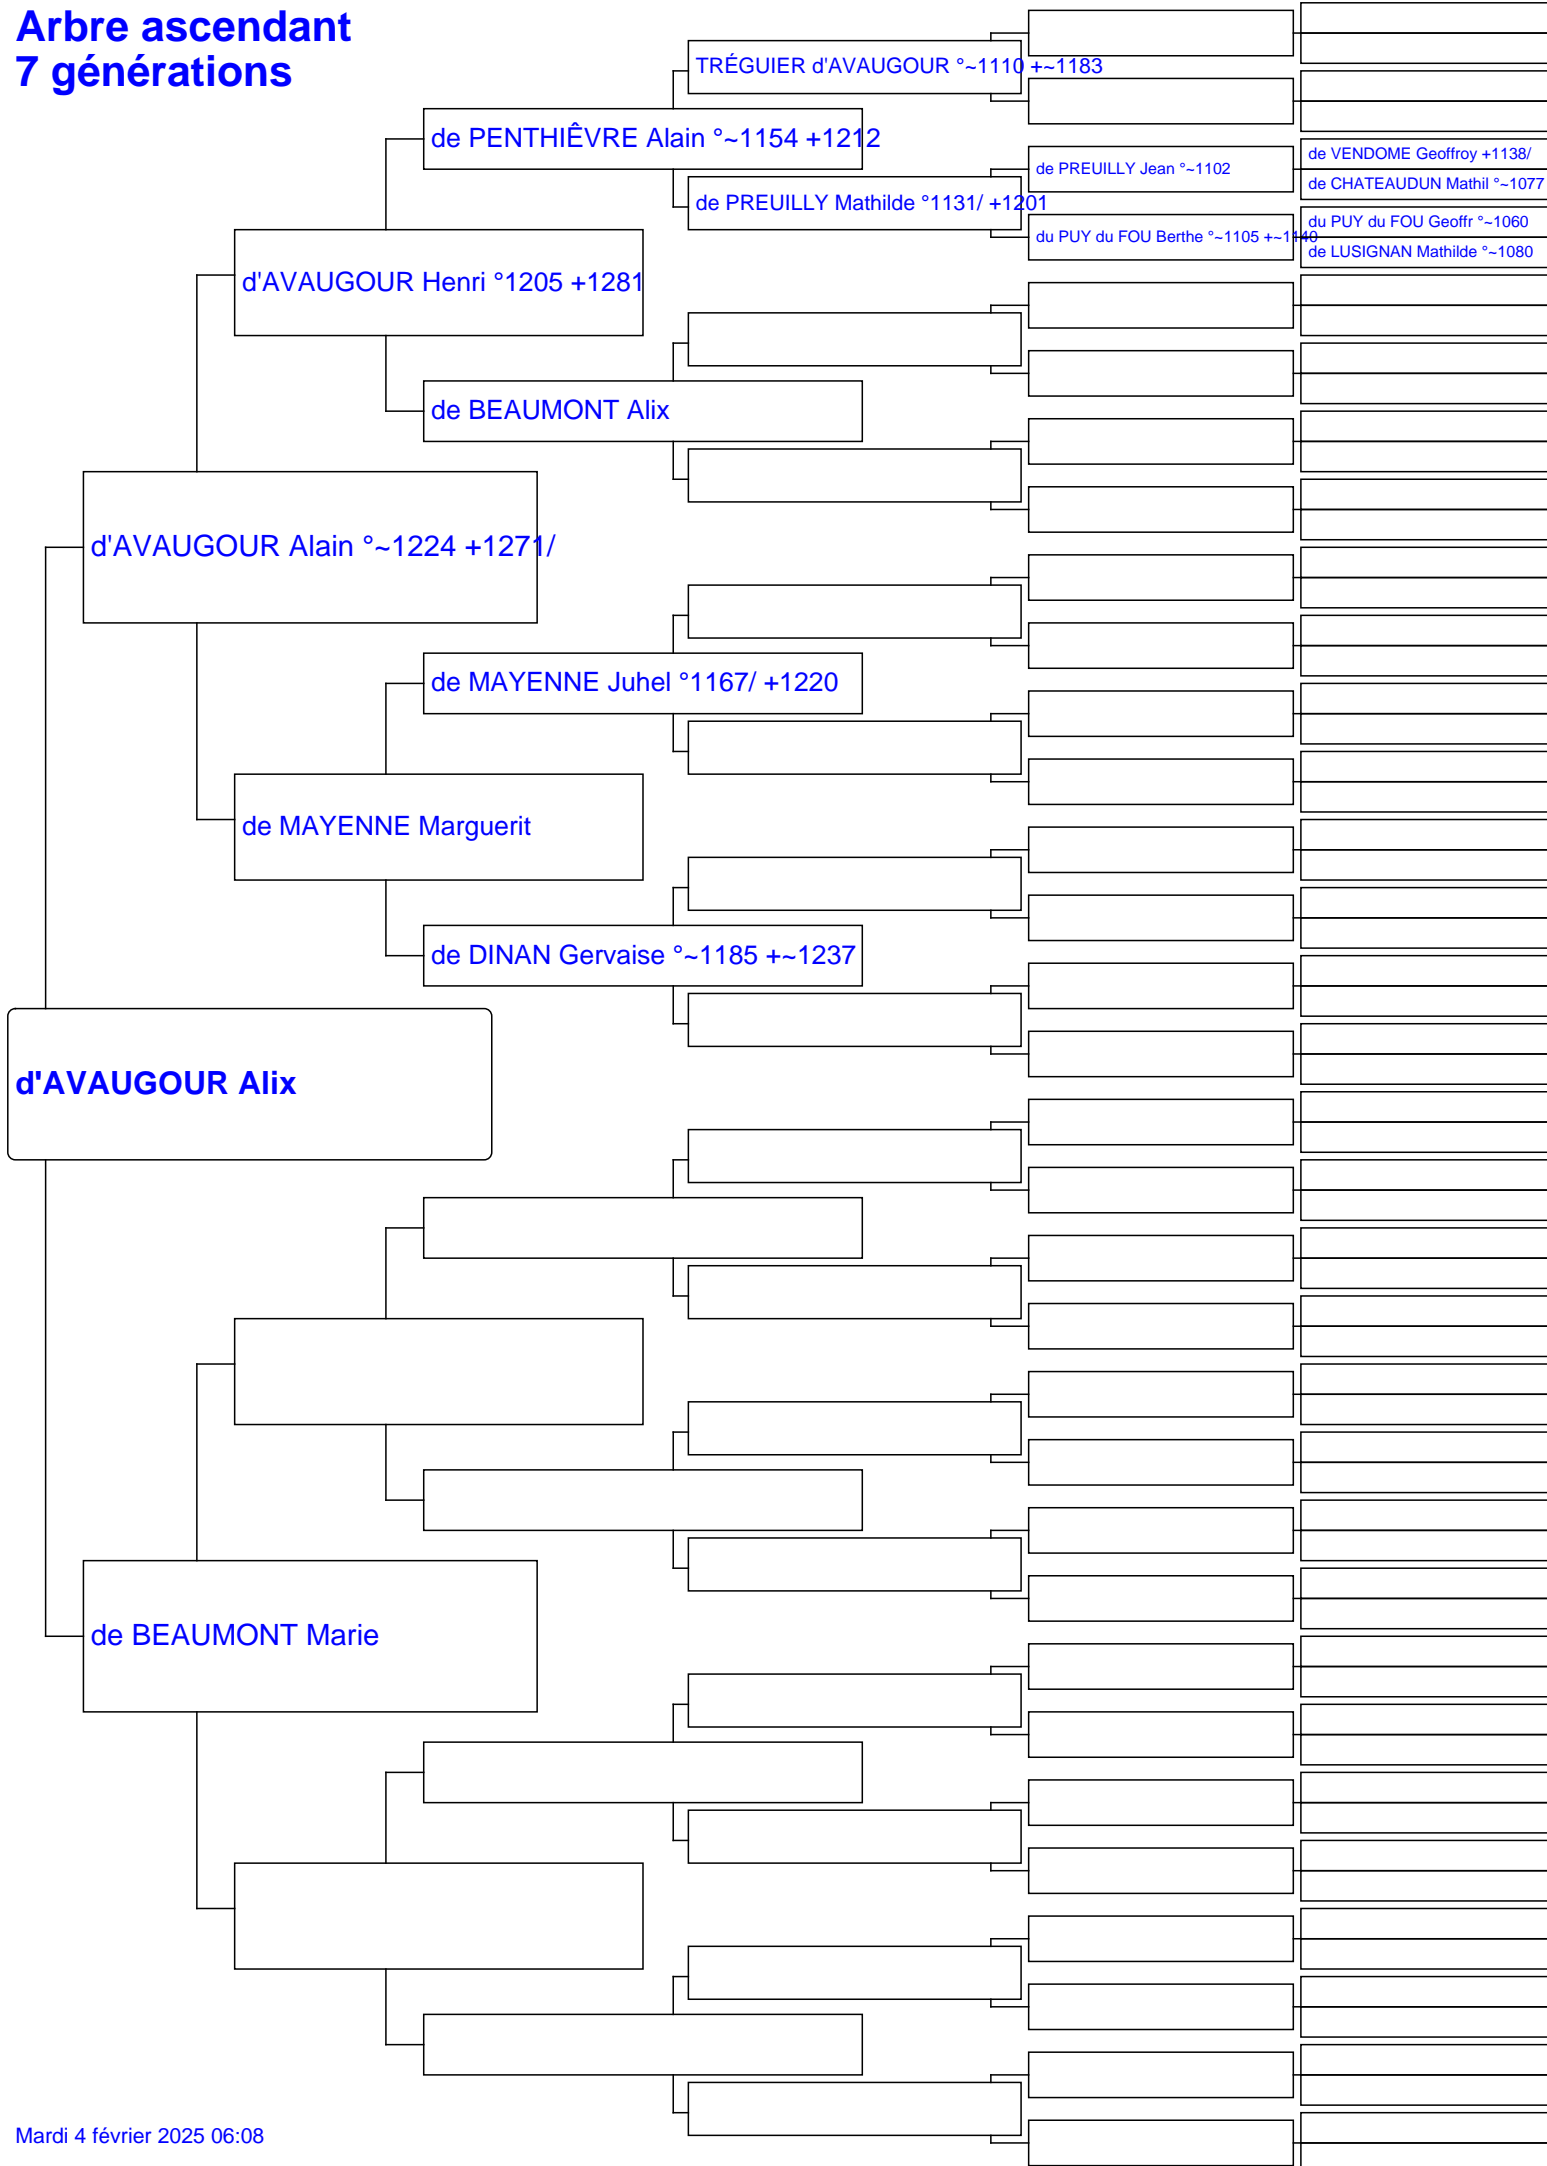 Arbre ascendant
7 générations
TRÉGUIER d'AVAUGOUR °~1110 +~1183
de PENTHIÊVRE Alain °~1154 +1212
de VENDOME Geoffroy +1138/
de PREUILLY Jean °~1102
de CHATEAUDUN Mathil °~1077
de PREUILLY Mathilde °1131/ +1201
du PUY du FOU Geoffr °~1060
du PUY du FOU Berthe °~1105 +~1140
de LUSIGNAN Mathilde °~1080
d'AVAUGOUR Henri °1205 +1281
de BEAUMONT Alix
d'AVAUGOUR Alain °~1224 +1271/
de MAYENNE Juhel °1167/ +1220
de MAYENNE Marguerit
de DINAN Gervaise °~1185 +~1237
d'AVAUGOUR Alix
de BEAUMONT Marie
Mardi 4 février 2025 06:08